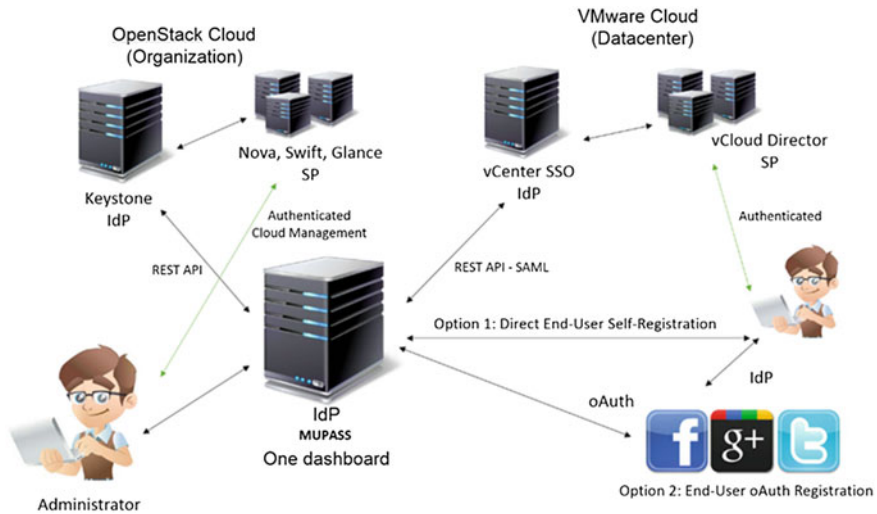 OpenStack Cloud
(Organization)
VMware Cloud
(Datacenter)
Nova, Swift, Glance
SP
Keystone
IdP
vCenter SSO
IdP
vCloud Director
SP
Authenticated
Cloud Management
Authenticated
REST API
REST API - SAML
Option 1: Direct End-User Self-Registration
IdP
oAuth
IdP
MUPASS
One dashboard
f
g+
t
Option 2: End-User oAuth Registration
Administrator